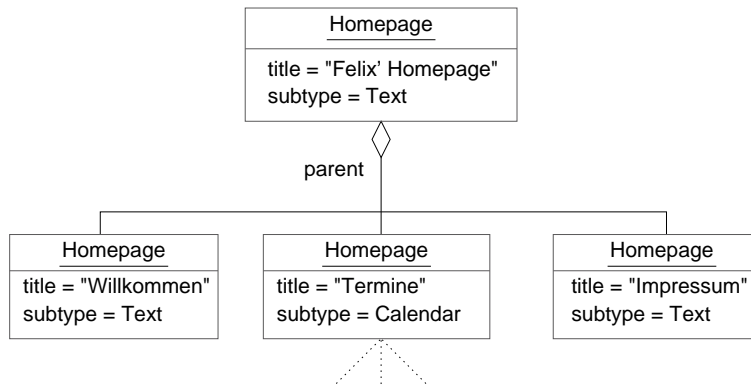 Homepage
title = "Felix’ Homepage"
subtype = Text
parent
Homepage
title = "Willkommen"
subtype = Text
Homepage
title = "Termine"
subtype = Calendar
Homepage
title = "Impressum"
subtype = Text